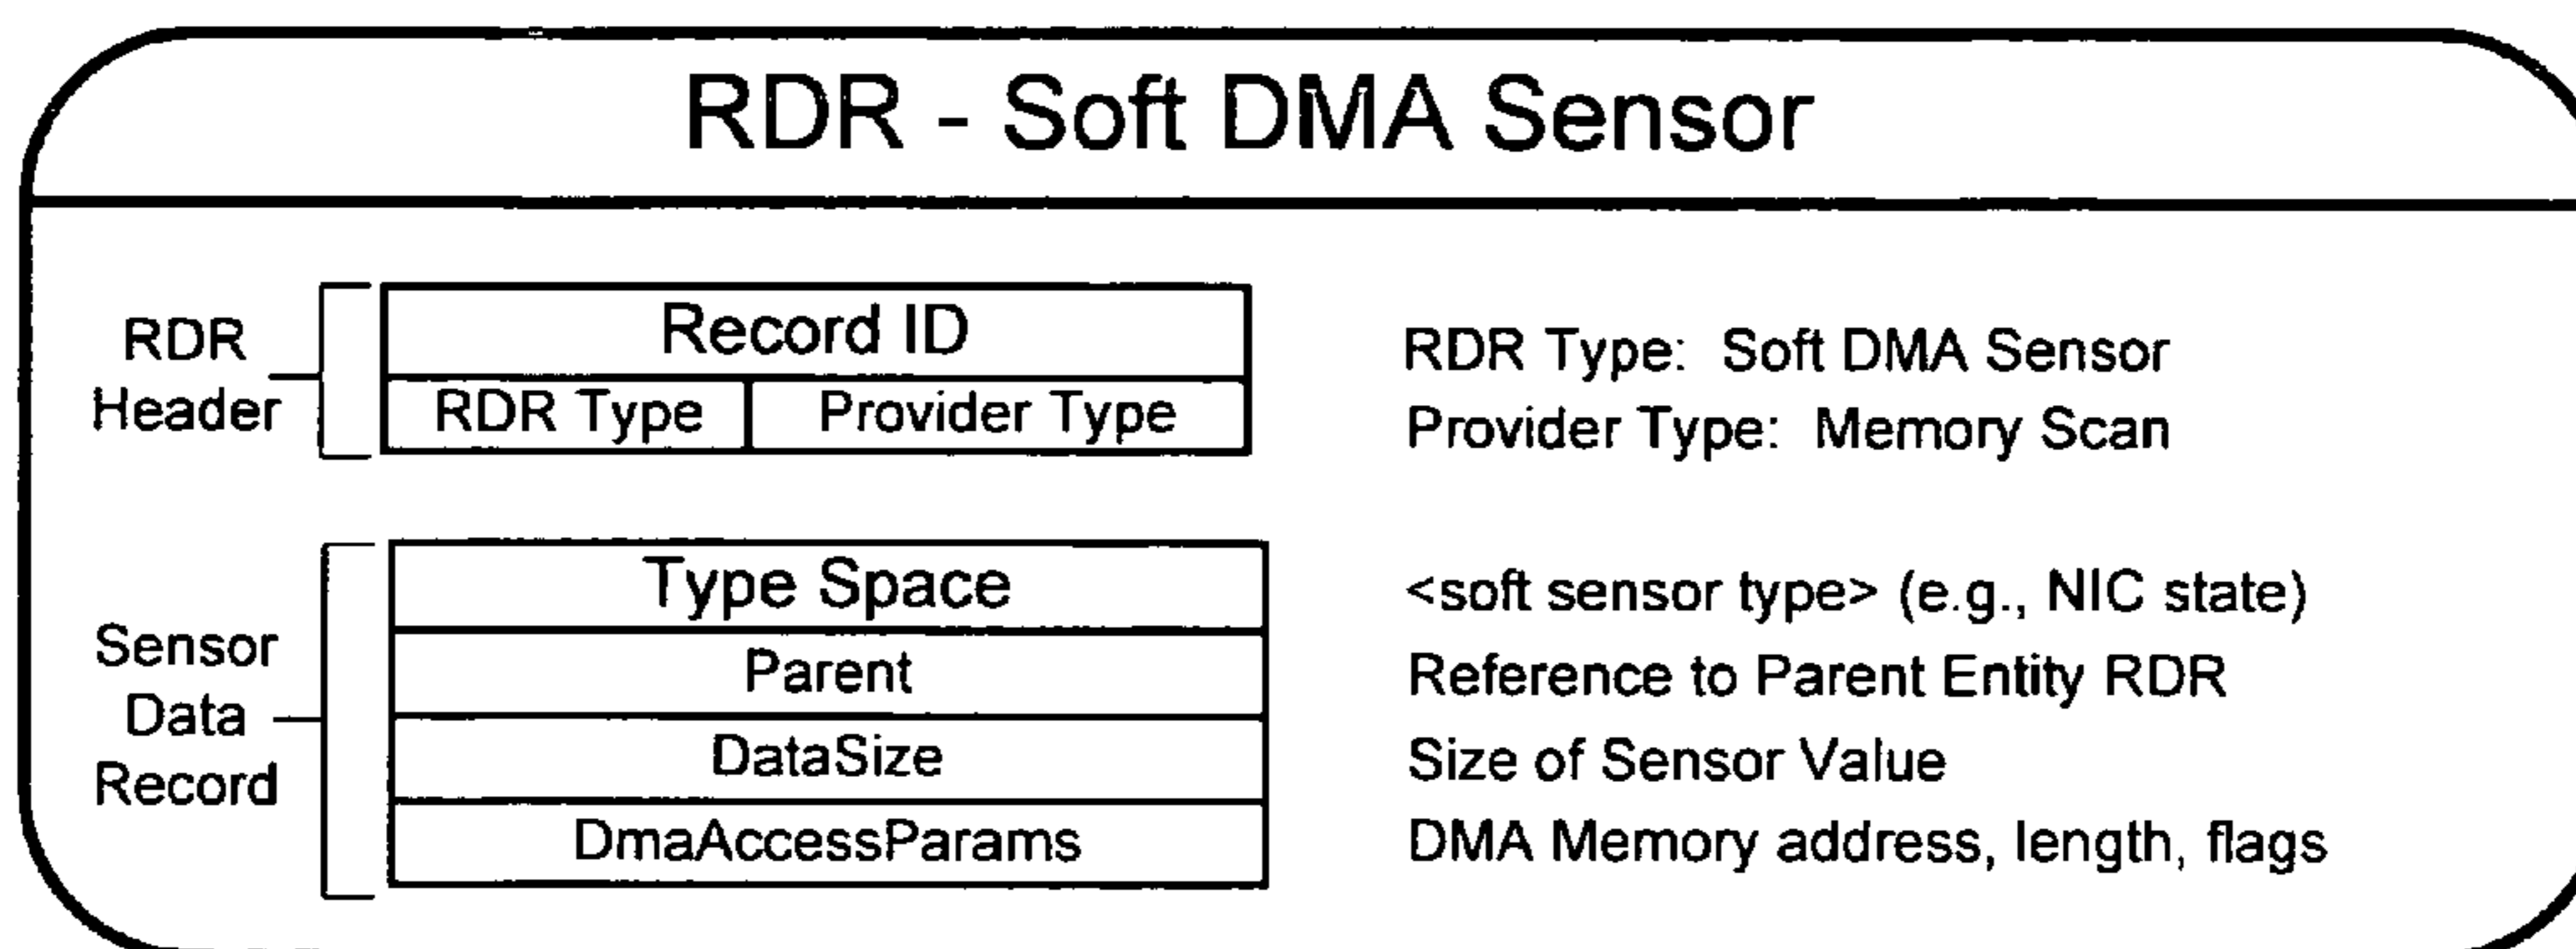 RDR - Soft DMA Sensor
RDR
Header
Record ID
RDR Type
Provider Type
RDR Type: Soft DMA Sensor
Provider Type: Memory Scan
Sensor
Data
Record
Type Space
Parent
DataSize
DmaAccessParams
<soft sensor type> (e.g., NIC state)
Reference to Parent Entity RDR
Size of Sensor Value
DMA Memory address, length, flags